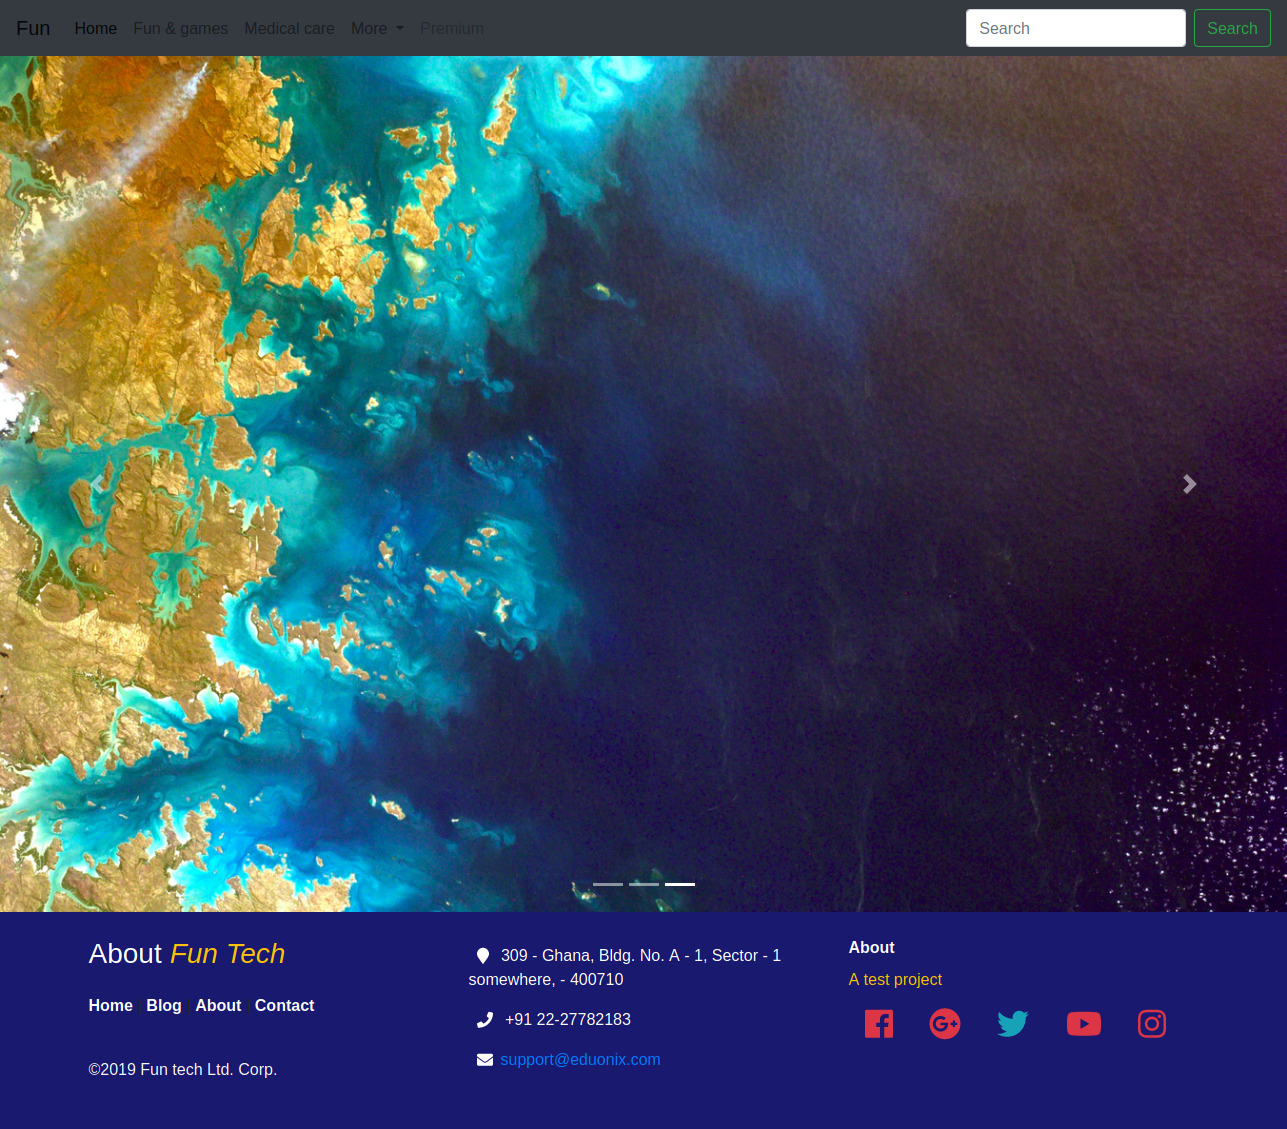 Fun Home Fun & games Medical care More Premium Search Search
About Fun Tech
Home | Blog | About | Contact
©2019 Fun tech Ltd. Corp.
309 - Ghana, Bldg. No. A - 1, Sector - 1
somewhere, - 400710
+91 22-27782183
support@eduonix.com
About
A test project